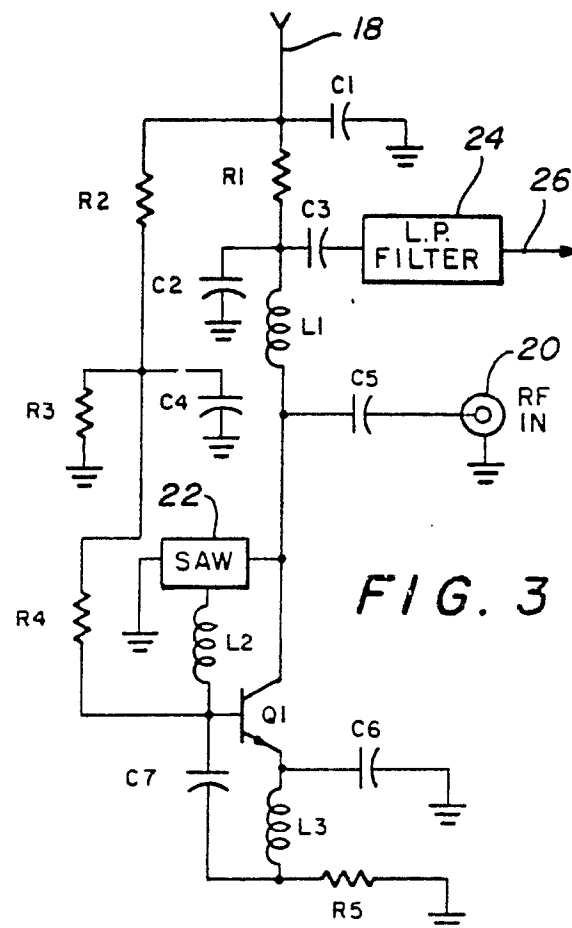 18
C1
24
R2
R1
C3
26
L.P.
FILTER
C2
L1
20
C5
RF
IN
R3
C4
22
SAW
FIG. 3
R4
L2
Q1
C6
C7
L3
R5